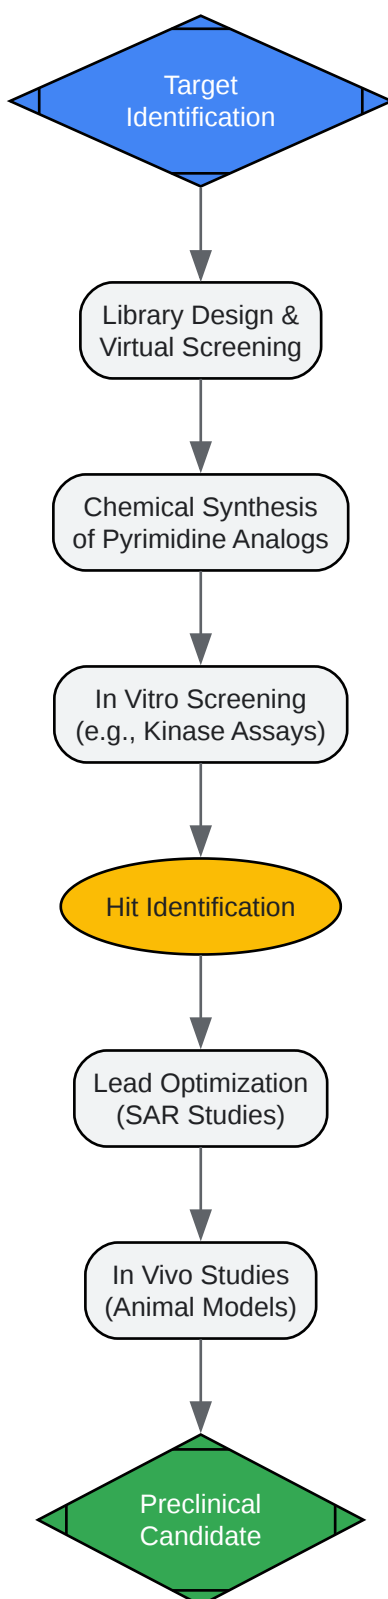 Target
Identification
Library Design &
Virtual Screening
Chemical Synthesis
of Pyrimidine Analogs
In Vitro Screening
(e.g., Kinase Assays)
Hit Identification
Lead Optimization
(SAR Studies)
In Vivo Studies
(Animal Models)
Preclinical
Candidate